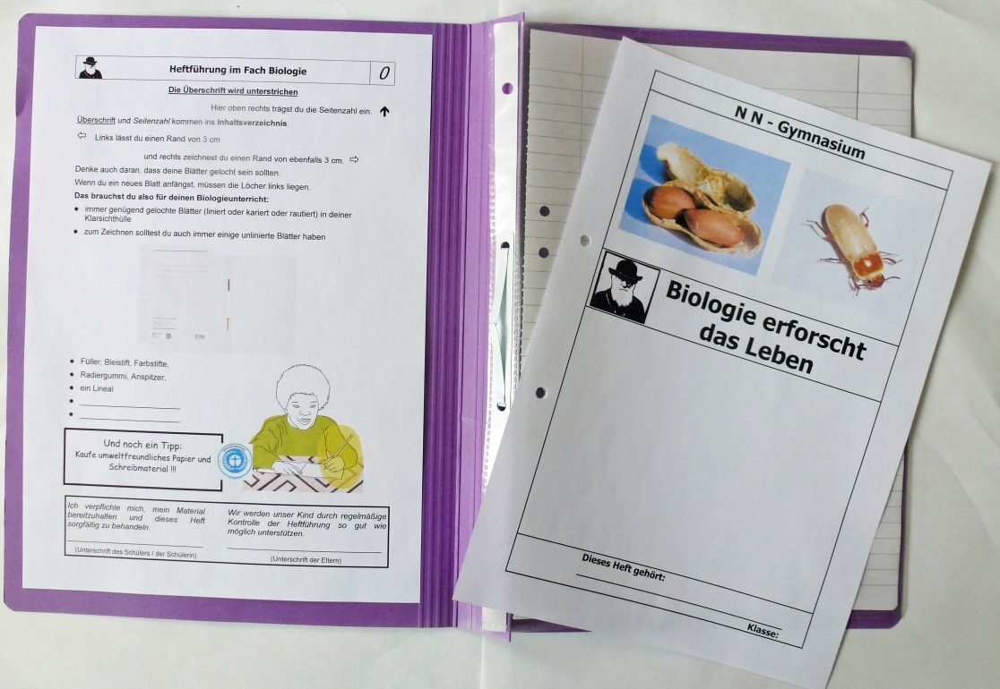 Heftführung im Fach Biologie
0
Die Überschrift wird unterstrichen
Hier oben rechts trägst du die Seitenzahl ein.
Überschrift und Seitenzahl kommen ins Inhaltsverzeichnis.
Links lässt du einen Rand von 3 cm
und rechts zeichnest du einen Rand von ebenfalls 3 cm.
Denke auch daran, dass deine Blätter gelocht sein sollten.
Wenn du ein neues Blatt anfängst, müssen die Löcher links liegen.
Das brauchst du also für deinen Biologieunterricht:
• immer genügend gelochte Blätter (liniert oder kariert oder rautiert) in deiner
Klarsichthülle
• zum Zeichnen solltest du auch immer einige unlinierte Blätter haben
• Füller, Bleistift, Farbstifte,
• Radiergummi, Anspitzer,
• ein Lineal
Und noch ein Tipp:
Kaufe umweltfreundliches Papier und
Schreibmaterial !!!
Ich verpflichte mich, mein Material
bereitzuhalten und dieses Heft
sorgfältig zu behandeln.
(Unterschrift des Schülers / der Schülerin)
Wir werden unser Kind durch regelmäßige
Kontrolle der Heftführung so gut wie
möglich unterstützen.
(Unterschrift der Eltern)
N N - Gymnasium
Biologie erforscht
das Leben
Dieses Heft gehört:
Klasse: